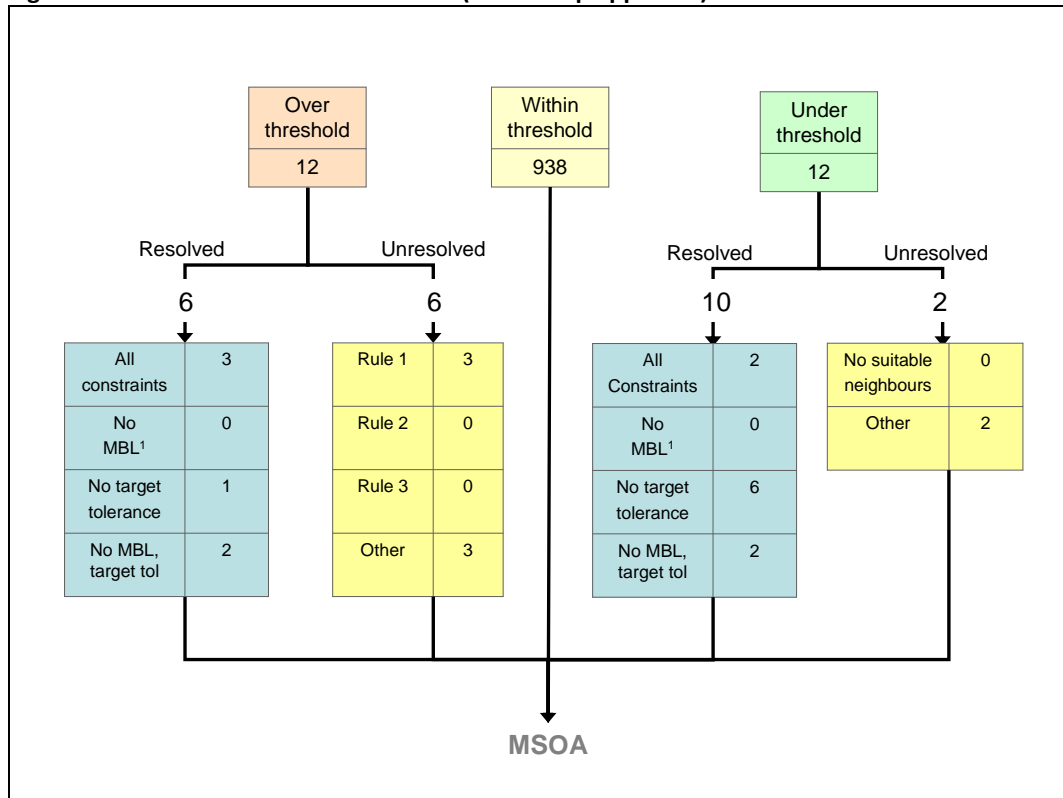 Over
threshold
12
Within
threshold
938
Under
threshold
12
Resolved
Unresolved
Resolved
Unresolved
6
6
10
2
All
constraints
3
No
MBL¹
0
No target
tolerance
1
No MBL,
target tol
2
Rule 1
3
Rule 2
0
Rule 3
0
Other
3
All
Constraints
2
No
MBL¹
0
No target
tolerance
6
No MBL,
target tol
2
No suitable
neighbours
0
Other
2
MSOA